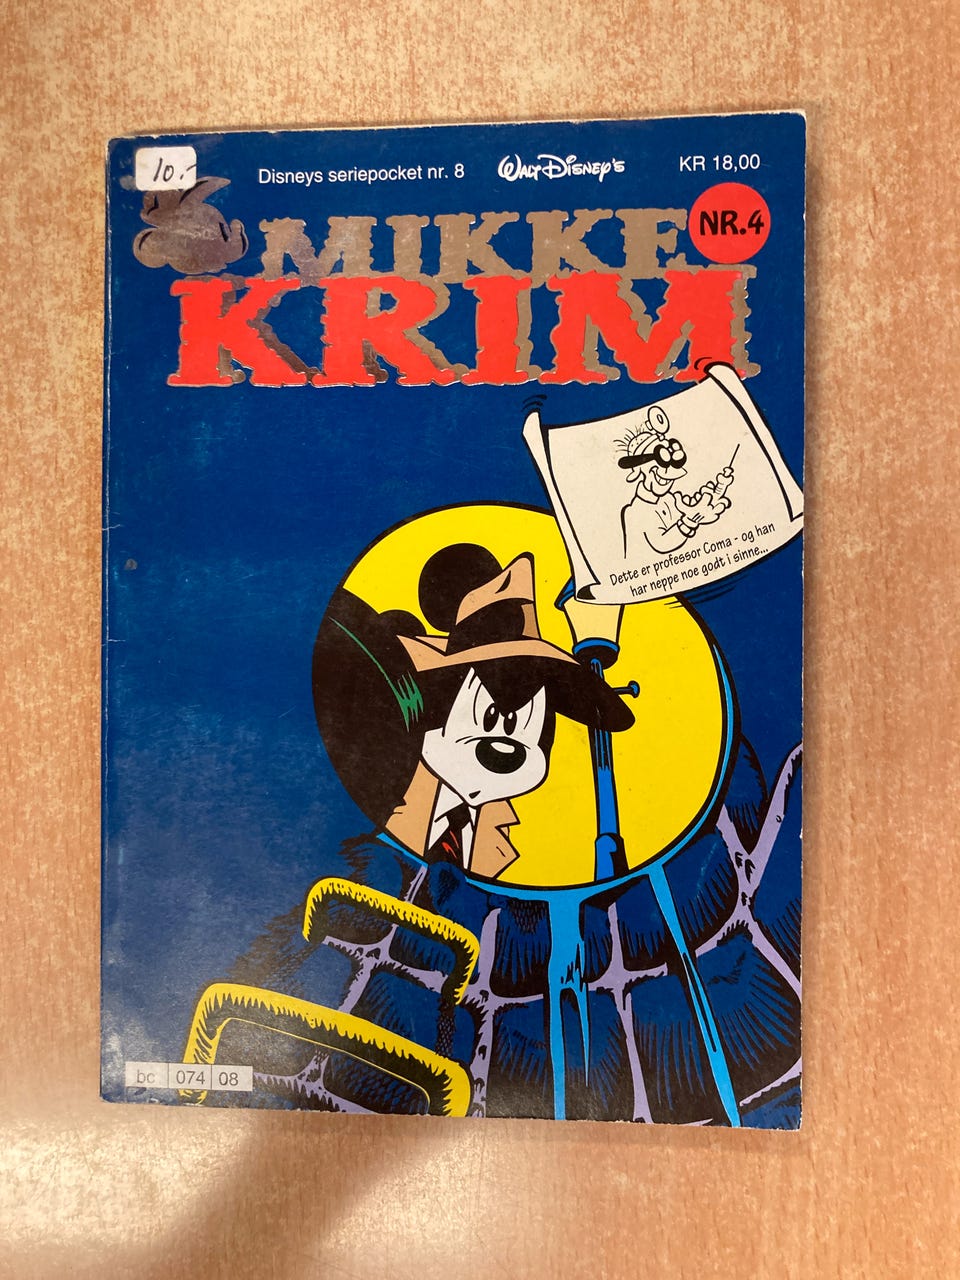 10.-
Disneys seriepocket nr. 8
WALT DISNEY'S
KR 18,00
MIKKE
NR.4
KRIM
Dette er professor Coma - og han
har neppe noe godt i sinne...
bc 074 08